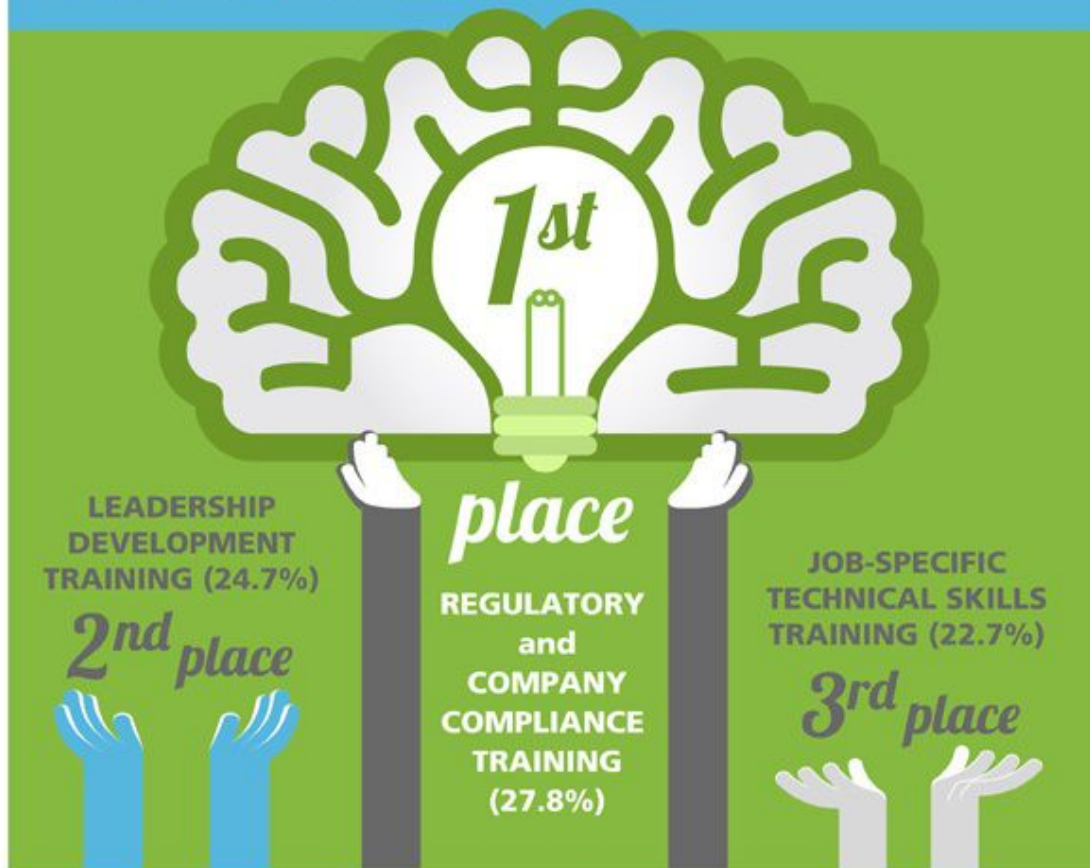 1st
place
REGULATORY
and
COMPANY
COMPLIANCE
TRAINING
(27.8%)
LEADERSHIP
DEVELOPMENT
TRAINING (24.7%)
2nd place
JOB-SPECIFIC
TECHNICAL SKILLS
TRAINING (22.7%)
3rd place